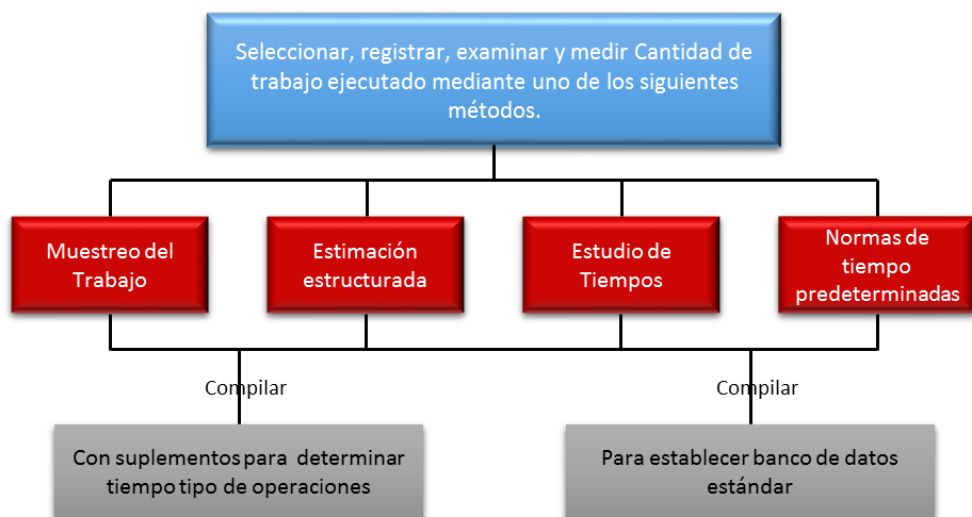 Seleccionar, registrar, examinar y medir Cantidad de
trabajo ejecutado mediante uno de los siguientes
métodos.
Muestreo del
Trabajo
Estimación
estructurada
Estudio de
Tiempos
Normas de
tiempo
predeterminadas
Compilar
Compilar
Con suplementos para determinar
tiempo tipo de operaciones
Para establecer banco de datos
estándar